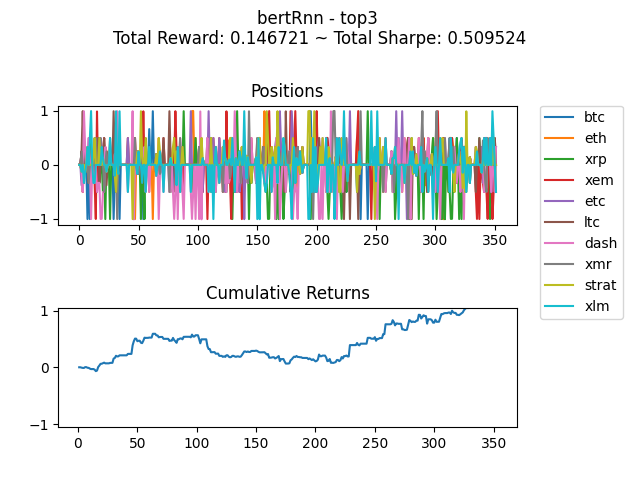 bertRnn - top3
Total Reward: 0.146721 ~ Total Sharpe: 0.509524
Positions
1
0
−1
0 50 100 150 200 250 300 350
btc
eth
xrp
xem
etc
ltc
dash
xmr
strat
xlm
Cumulative Returns
1
0
−1
0 50 100 150 200 250 300 350